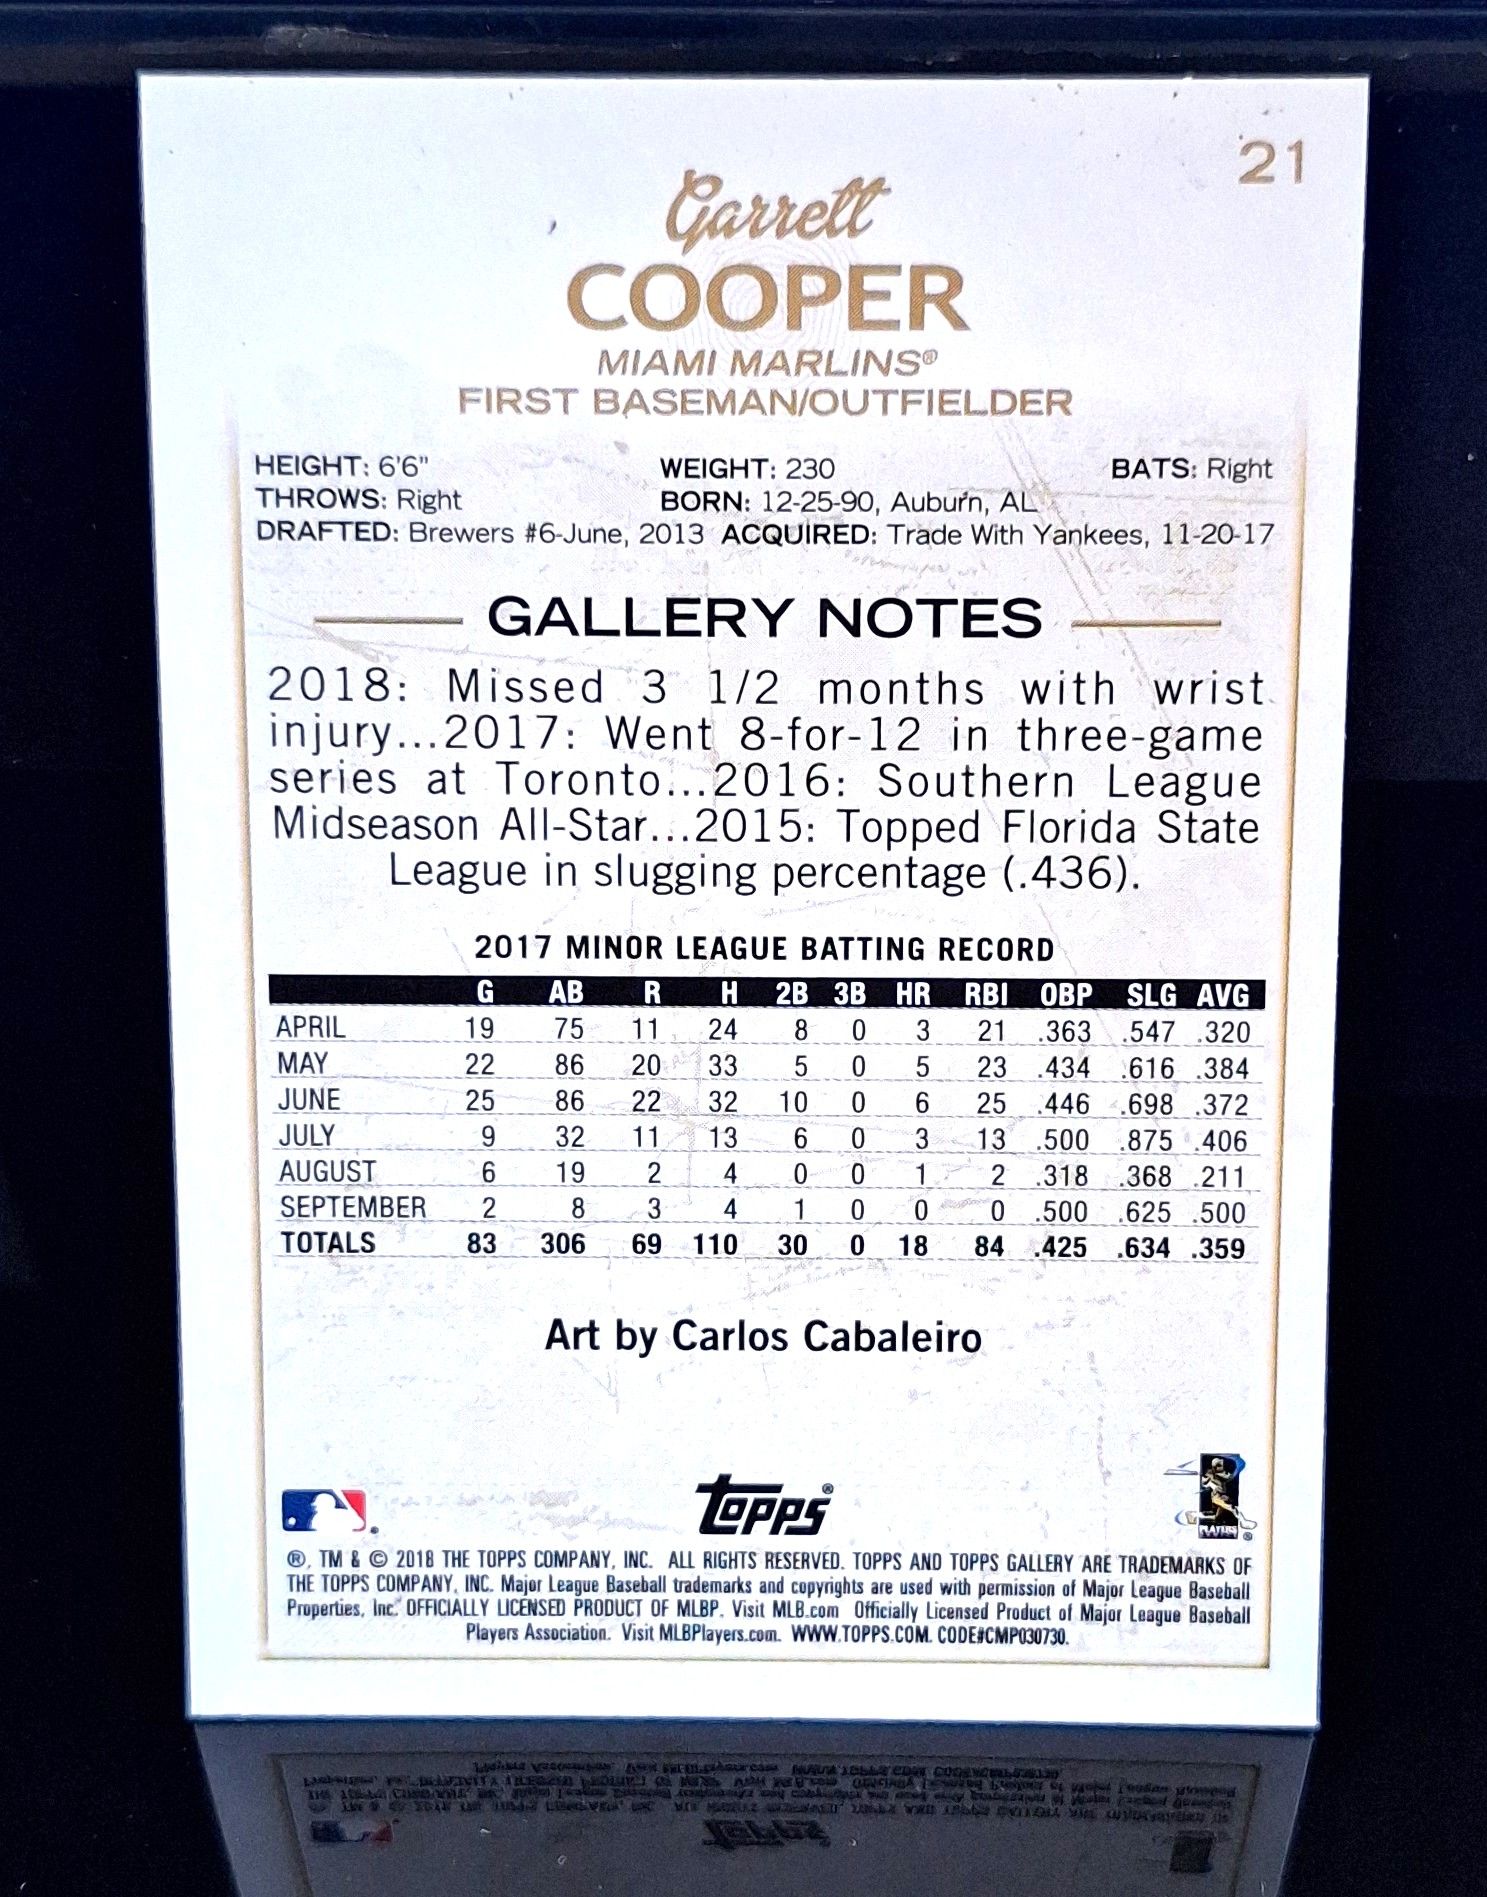 21
Garrett
COOPER
MIAMI MARLINS®
FIRST BASEMAN/OUTFIELDER
HEIGHT: 6'6" WEIGHT: 230 BATS: Right
THROWS: Right BORN: 12-25-90, Auburn, AL
DRAFTED: Brewers #6-June, 2013 ACQUIRED: Trade With Yankees, 11-20-17
GALLERY NOTES
2018: Missed 3 1/2 months with wrist
injury...2017: Went 8-for-12 in three-game
series at Toronto...2016: Southern League
Midseason All-Star...2015: Topped Florida State
League in slugging percentage (.436).
2017 MINOR LEAGUE BATTING RECORD
G AB R H 2B 3B HR RBI OBP SLG AVG
APRIL 19 75 11 24 8 0 3 21 .363 .547 .320
MAY 22 86 20 33 5 0 5 23 .434 .616 .384
JUNE 25 86 22 32 10 0 6 25 .446 .698 .372
JULY 9 32 11 13 6 0 3 13 .500 .875 .406
AUGUST 6 19 2 4 0 0 1 2 .318 .368 .211
SEPTEMBER 2 8 3 4 1 0 0 0 .500 .625 .500
TOTALS 83 306 69 110 30 0 18 84 .425 .634 .359
Art by Carlos Cabaleiro
TOPPS®
PLAYERS ®
®, TM & © 2018 THE TOPPS COMPANY, INC. ALL RIGHTS RESERVED. TOPPS AND TOPPS GALLERY ARE TRADEMARKS OF
THE TOPPS COMPANY, INC. Major League Baseball trademarks and copyrights are used with permission of Major League Baseball
Properties, Inc. OFFICIALLY LICENSED PRODUCT OF MLBP. Visit MLB.com Officially Licensed Product of Major League Baseball
Players Association. Visit MLBPlayers.com. WWW.TOPPS.COM. CODE#CMP030730.